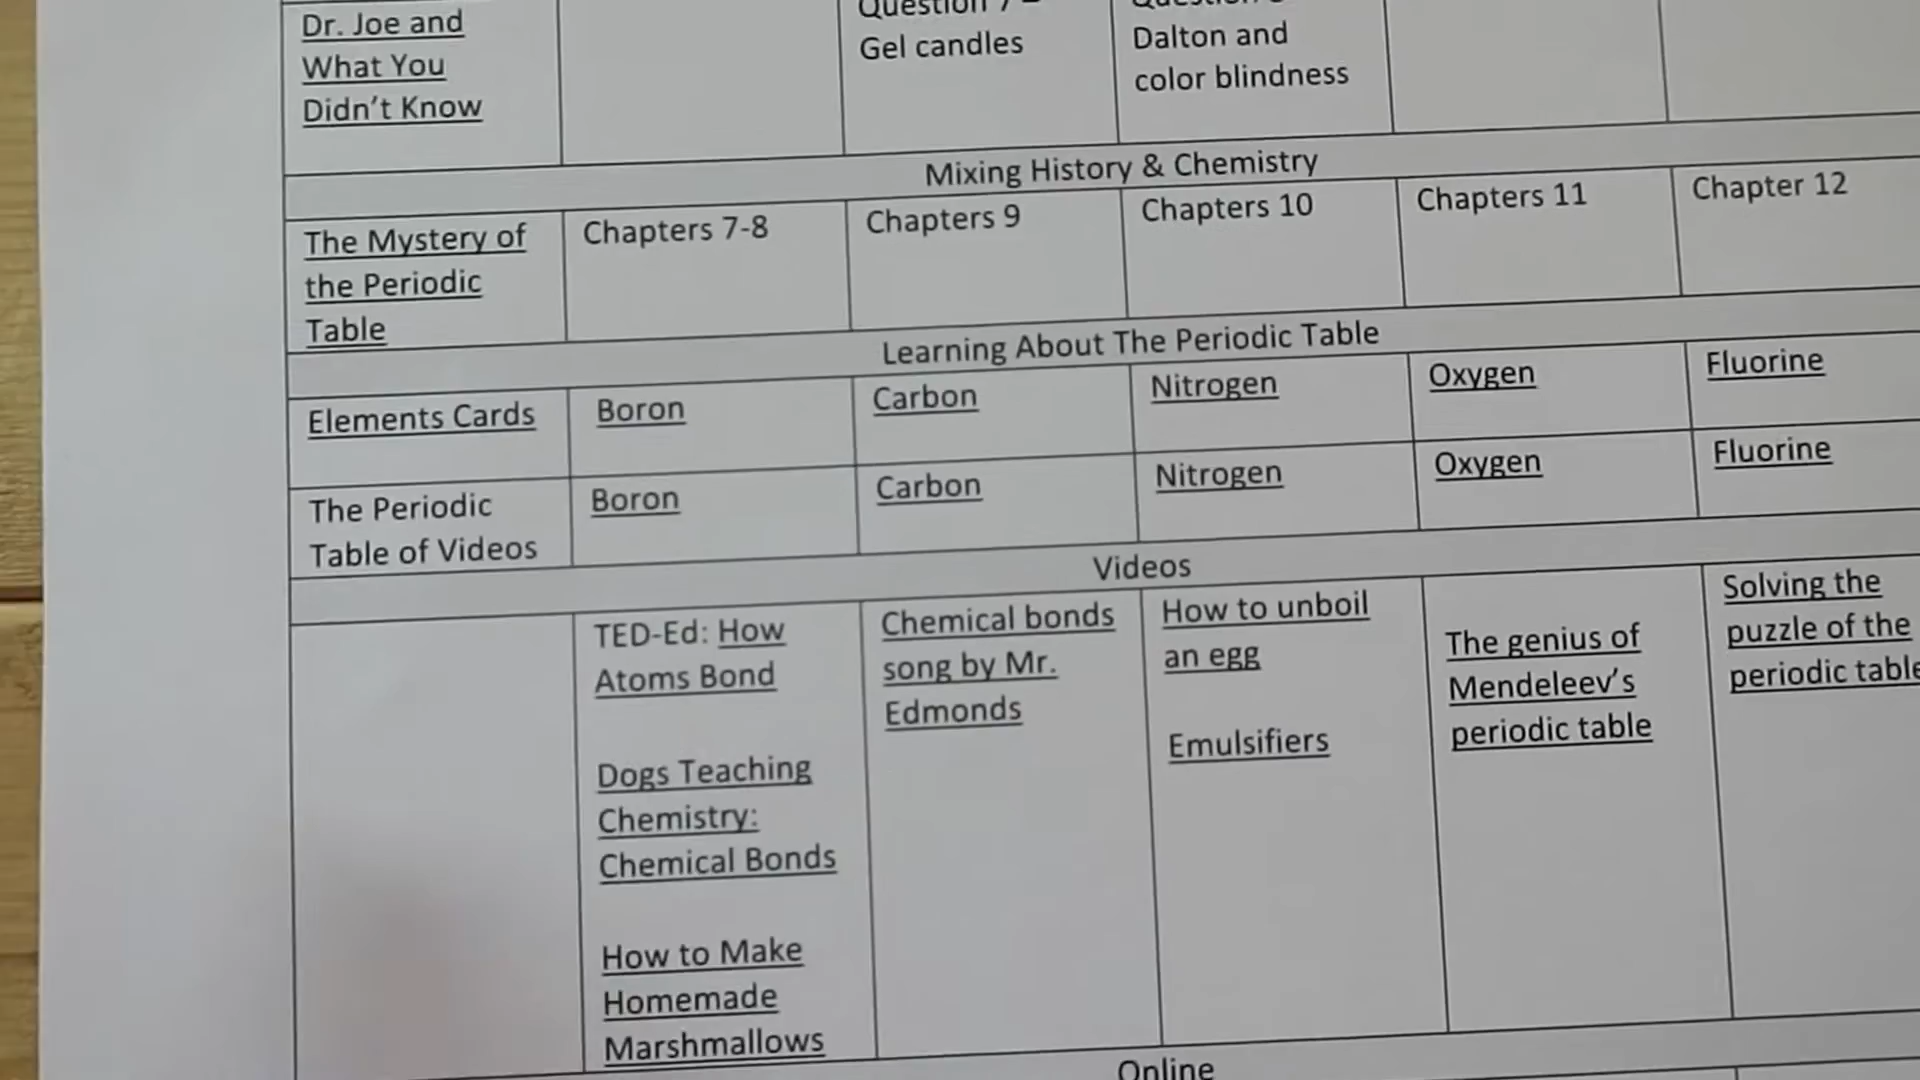 Dr. Joe and
What You
Didn't Know
Gel candles
Dalton and
color blindness
Mixing History & Chemistry
The Mystery of
the Periodic
Table
Chapters 7-8
Chapters 9
Chapters 10
Chapters 11
Chapter 12
Learning About The Periodic Table
Elements Cards
Boron
Carbon
Nitrogen
Oxygen
Fluorine
The Periodic
Table of Videos
Boron
Carbon
Nitrogen
Oxygen
Fluorine
Videos
TED-Ed: How
Atoms Bond
Dogs Teaching
Chemistry:
Chemical Bonds
How to Make
Homemade
Marshmallows
Chemical bonds
song by Mr.
Edmonds
How to unboil
an egg
Emulsifiers
The genius of
Mendeleev's
periodic table
Solving the
puzzle of the
periodic table
Online